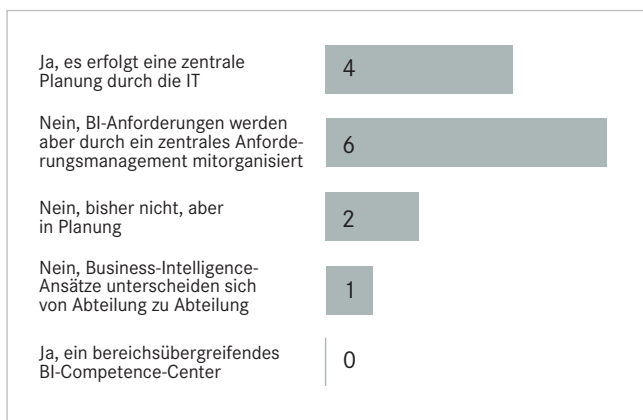 Ja, es erfolgt eine zentrale
Planung durch die IT
4
Nein, BI-Anforderungen werden
aber durch ein zentrales Anforde-
rungsmanagement mitorganisiert
6
Nein, bisher nicht, aber
in Planung
2
Nein, Business-Intelligence-
Ansätze unterscheiden sich
von Abteilung zu Abteilung
1
Ja, ein bereichsübergreifendes
BI-Competence-Center
0